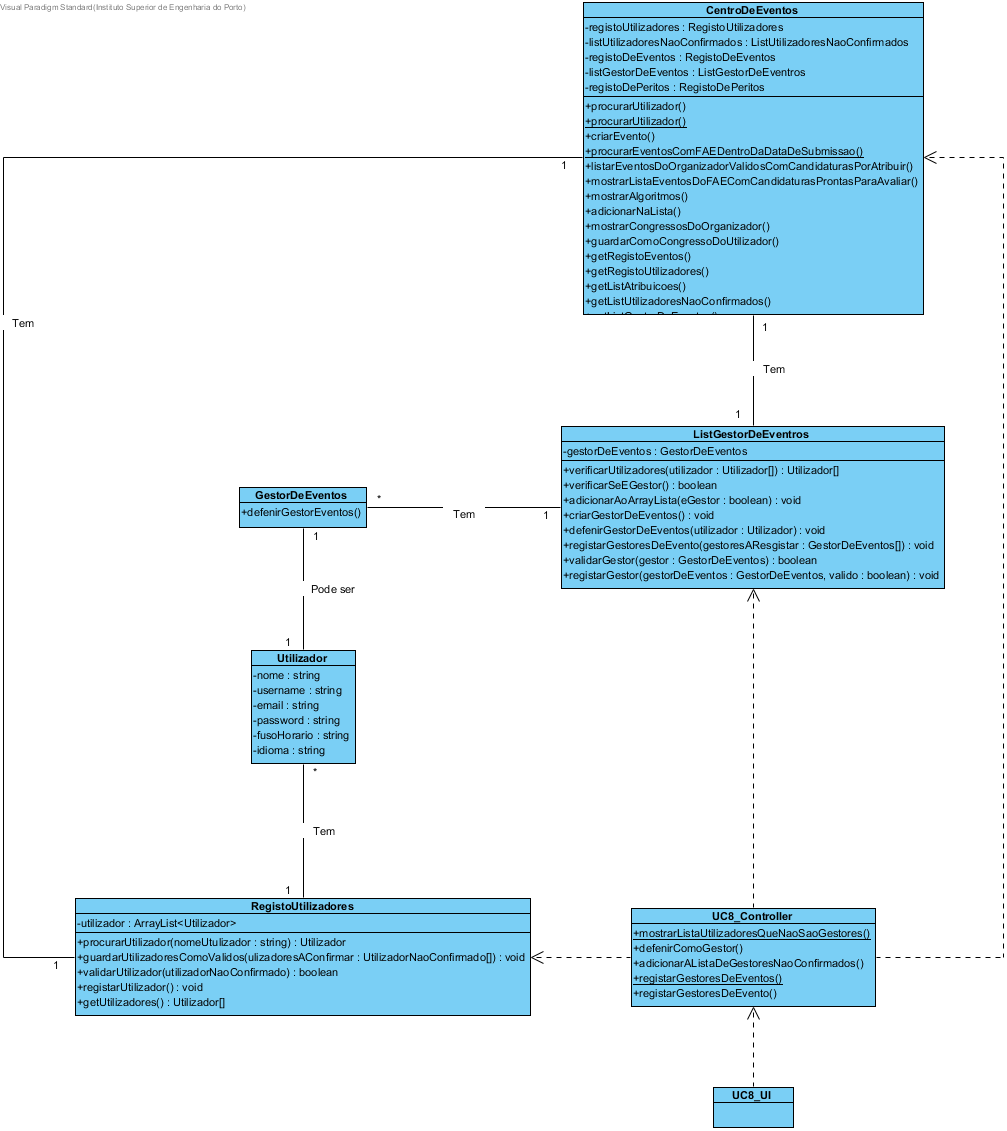 Visual Paradigm Standard(Instituto Superior de Engenharia do Porto)
CentroDeEventos
-registoUtilizadores : RegistoUtilizadores
-listUtilizadoresNaoConfirmados : ListUtilizadoresNaoConfirmados
-registoDeEventos : RegistoDeEventos
-listGestorDeEventos : ListGestorDeEventros
-registoDePeritos : RegistoDePeritos
+procurarUtilizador()
+procurarUtilizador()
+criarEvento()
+procurarEventosComFAEDentroDaDataDeSubmissao()
+listarEventosDoOrganizadorValidosComCandidaturasPorAtribuir()
+mostrarListaEventosDoFAEComCandidaturasProntasParaAvaliar()
+mostrarAlgoritmos()
+adicionarNaLista()
+mostrarCongressosDoOrganizador()
+guardarComoCongressoDoUtilizador()
+getRegistoEventos()
+getRegistoUtilizadores()
+getListAtribuicoes()
+getListUtilizadoresNaoConfirmados()
1
Tem
1
Tem
1
ListGestorDeEventros
-gestorDeEventos : GestorDeEventos
+verificarUtilizadores(utilizador : Utilizador[]) : Utilizador[]
+verificarSeEGestor() : boolean
+adicionarAoArrayLista(eGestor : boolean) : void
+criarGestorDeEventos() : void
+defenirGestorDeEventos(utilizador : Utilizador) : void
+registarGestoresDeEvento(gestoresAResgistar : GestorDeEventos[]) : void
+validarGestor(gestor : GestorDeEventos) : boolean
+registarGestor(gestorDeEventos : GestorDeEventos, valido : boolean) : void
GestorDeEventos
+defenirGestorEventos()
*
Tem
1
1
Pode ser
1
Utilizador
-nome : string
-username : string
-email : string
-password : string
-fusoHorario : string
-idioma : string
*
Tem
1
RegistoUtilizadores
-utilizador : ArrayList<Utilizador>
+procurarUtilizador(nomeUtulizador : string) : Utilizador
+guardarUtilizadoresComoValidos(ulizadoresAConfirmar : UtilizadorNaoConfirmado[]) : void
+validarUtilizador(utilizadorNaoConfirmado) : boolean
+registarUtilizador() : void
+getUtilizadores() : Utilizador[]
1
UC8_Controller
+mostrarListaUtilizadoresQueNaoSaoGestores()
+defenirComoGestor()
+adicionarAListaDeGestoresNaoConfirmados()
+registarGestoresDeEventos()
+registarGestoresDeEvento()
UC8_UI